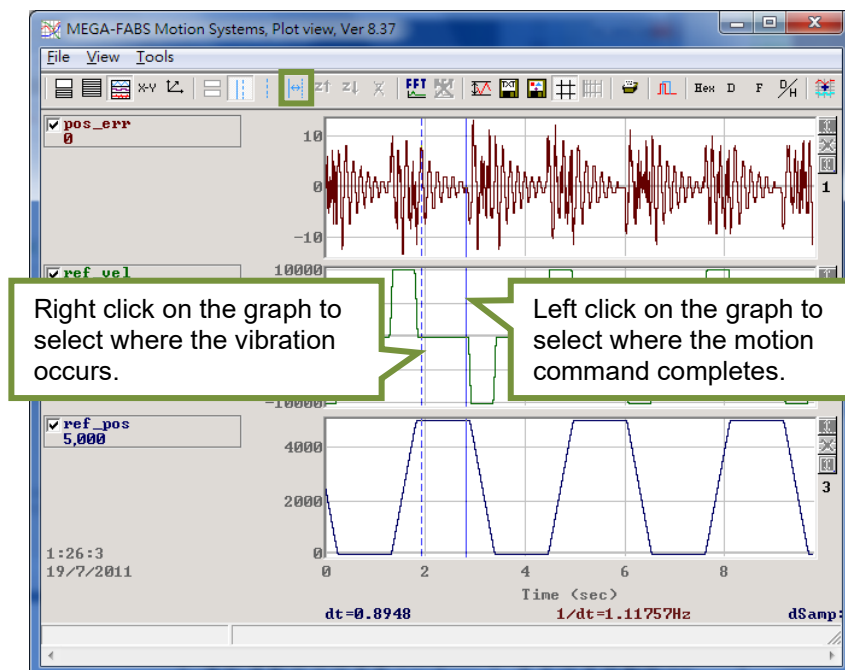 MEGA-FABS Motion Systems, Plot view, Ver 8.37
File View Tools
X-Y FFT TXT Hex D F D/H
pos_err
0
10
0
-10
1
ref_vel
10000
Right click on the graph to
select where the vibration
occurs.
Left click on the graph to
select where the motion
command completes.
-10000
ref_pos
5,000
4000
2000
0
3
1:26:3
19/7/2011
0 2 4 6 8
Time (sec)
dt=0.8948 1/dt=1.11757Hz dSamp: